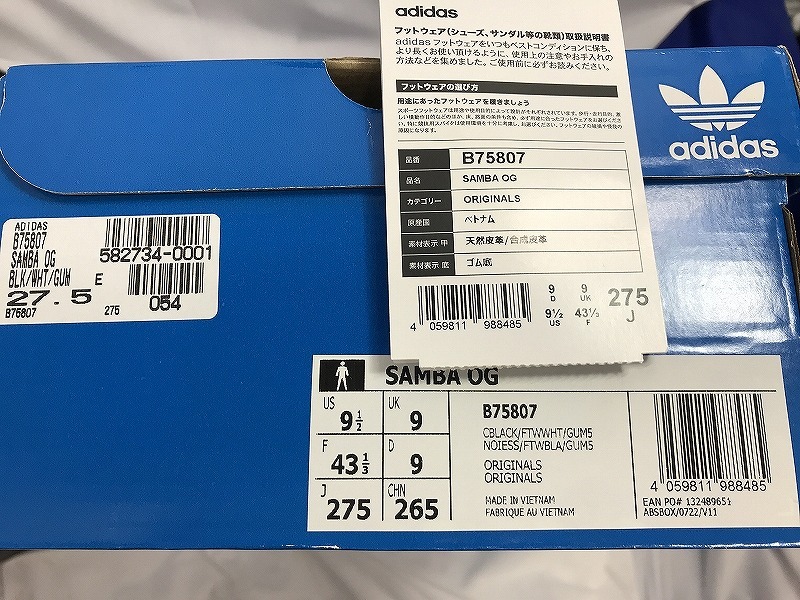 adidas
フットウェア(シューズ、サンダル等の靴類)取扱説明書
adidas フットウェアをいつもベストコンディションに保ち、
より長くお使い頂けるように、使用上の注意やお手入れの
方法などを集めました。ご使用前に必ずお読みください。
フットウェアの選び方
用途にあったフットウェアを履きましょう
品番 B75807
品名 SAMBA OG
カテゴリー ORIGINALS
原産国 ベトナム
素材表示 甲 天然皮革/合成皮革
素材表示 底 ゴム底
4 059811 988485
9 D
9 UK
9½ US
43⅓ F
275 J
adidas
ADIDAS
B75807
SAMBA OG
BLK/WHT/GUM
27.5
E
B75807
275
582734-0001
054
SAMBA OG
US 9 1/2
UK 9
F 43 1/3
D 9
J 275
CHN 265
B75807
CBLACK/FTWWHT/GUM5
NOIESS/FTWBLA/GUM5
ORIGINALS
ORIGINALS
MADE IN VIETNAM
FABRIQUE AU VIETNAM
4 059811 988485
EAN PO# 132489651
ABSBOX/0722/V11